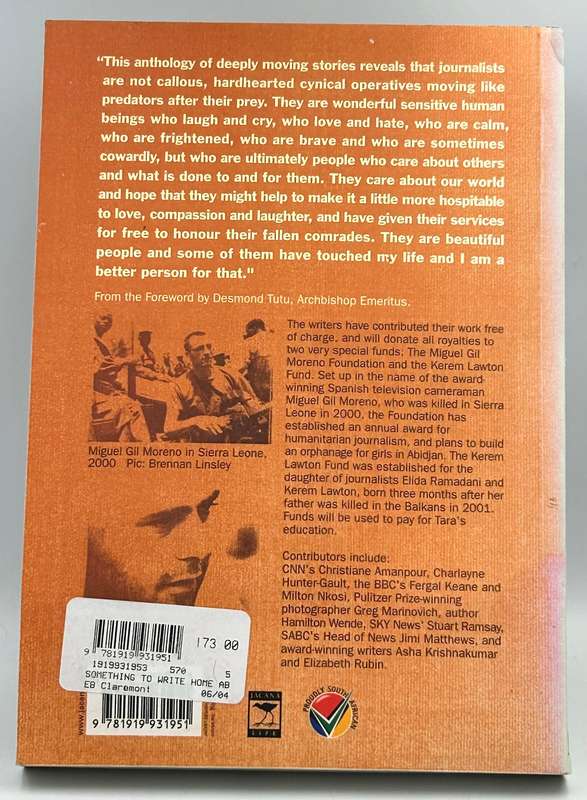 "This anthology of deeply moving stories reveals that journalists
are not callous, hardhearted cynical operatives moving like
predators after their prey. They are wonderful sensitive human
beings who laugh and cry, who love and hate, who are calm,
who are frightened, who are brave and who are sometimes
cowardly, but who are ultimately people who care about others
and what is done to and for them. They care about our world
and hope that they might help to make it a little more hospitable
to love, compassion and laughter, and have given their services
for free to honour their fallen comrades. They are beautiful
people and some of them have touched my life and I am a
better person for that."
From the Foreword by Desmond Tutu, Archbishop Emeritus.
Miguel Gil Moreno in Sierra Leone,
2000 Pic: Brennan Linsley
The writers have contributed their work free
of charge, and will donate all royalties to
two very special funds: The Miguel Gil
Moreno Foundation and the Kerem Lawton
Fund. Set up in the name of the award-
winning Spanish television cameraman
Miguel Gil Moreno, who was killed in Sierra
Leone in 2000, the Foundation has
established an annual award for
humanitarian journalism, and plans to build
an orphanage for girls in Abidjan. The Kerem
Lawton Fund was established for the
daughter of journalists Elida Ramadani and
Kerem Lawton, born three months after her
father was killed in the Balkans in 2001.
Funds will be used to pay for Tara's
education.
Contributors include:
CNN's Christiane Amanpour, Charlayne
Hunter-Gault, the BBC's Fergal Keane and
Milton Nkosi, Pulitzer Prize-winning
photographer Greg Marinovich, author
Hamilton Wende, SKY News' Stuart Ramsay,
SABC's Head of News Jimi Matthews, and
award-winning writers Asha Krishnakumar
and Elizabeth Rubin.
173 00
9 781919 931951
1919931953 570 5
SOMETHING TO WRITE HOME AB
EB Claremont 06/04
9 781919 931951
www.jacan
JACANA
LIFE
PROUDLY SOUTH AFRICAN